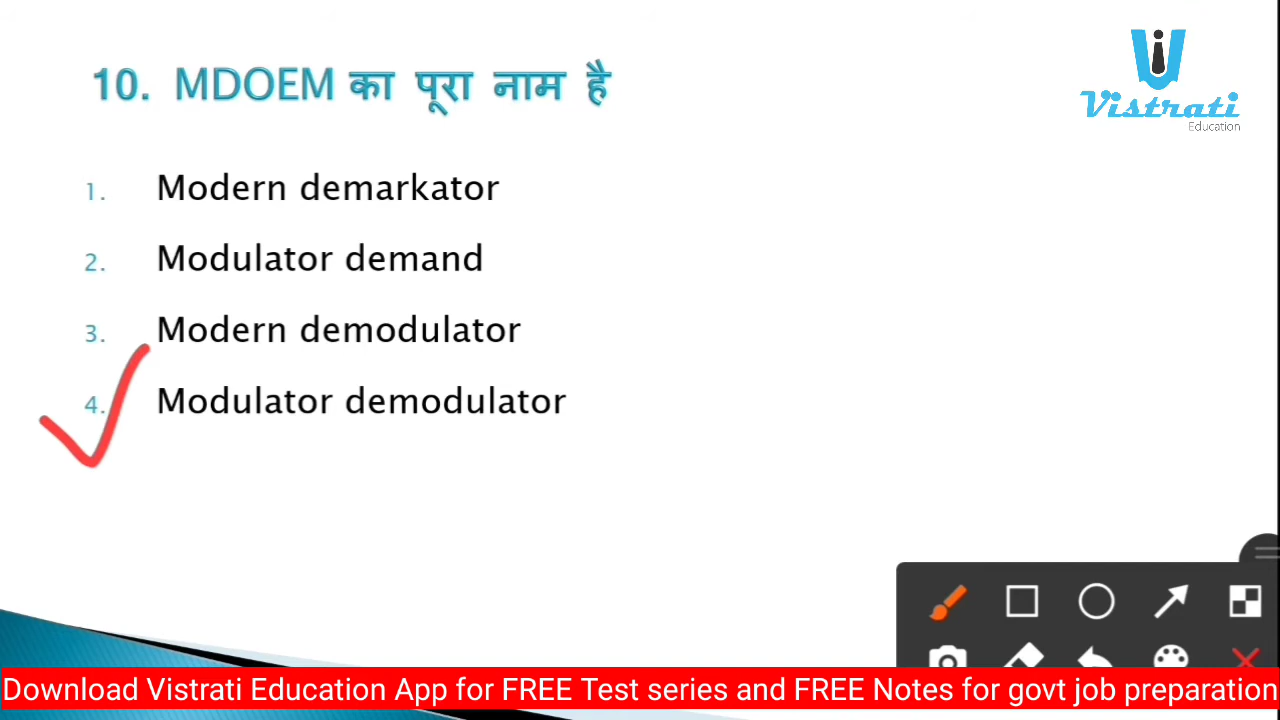 10. MDOEM का पूरा नाम है
Vistrati
Education
1. Modern demarkator
2. Modulator demand
3. Modern demodulator
4. Modulator demodulator
Download Vistrati Education App for FREE Test series and FREE Notes for govt job preparation